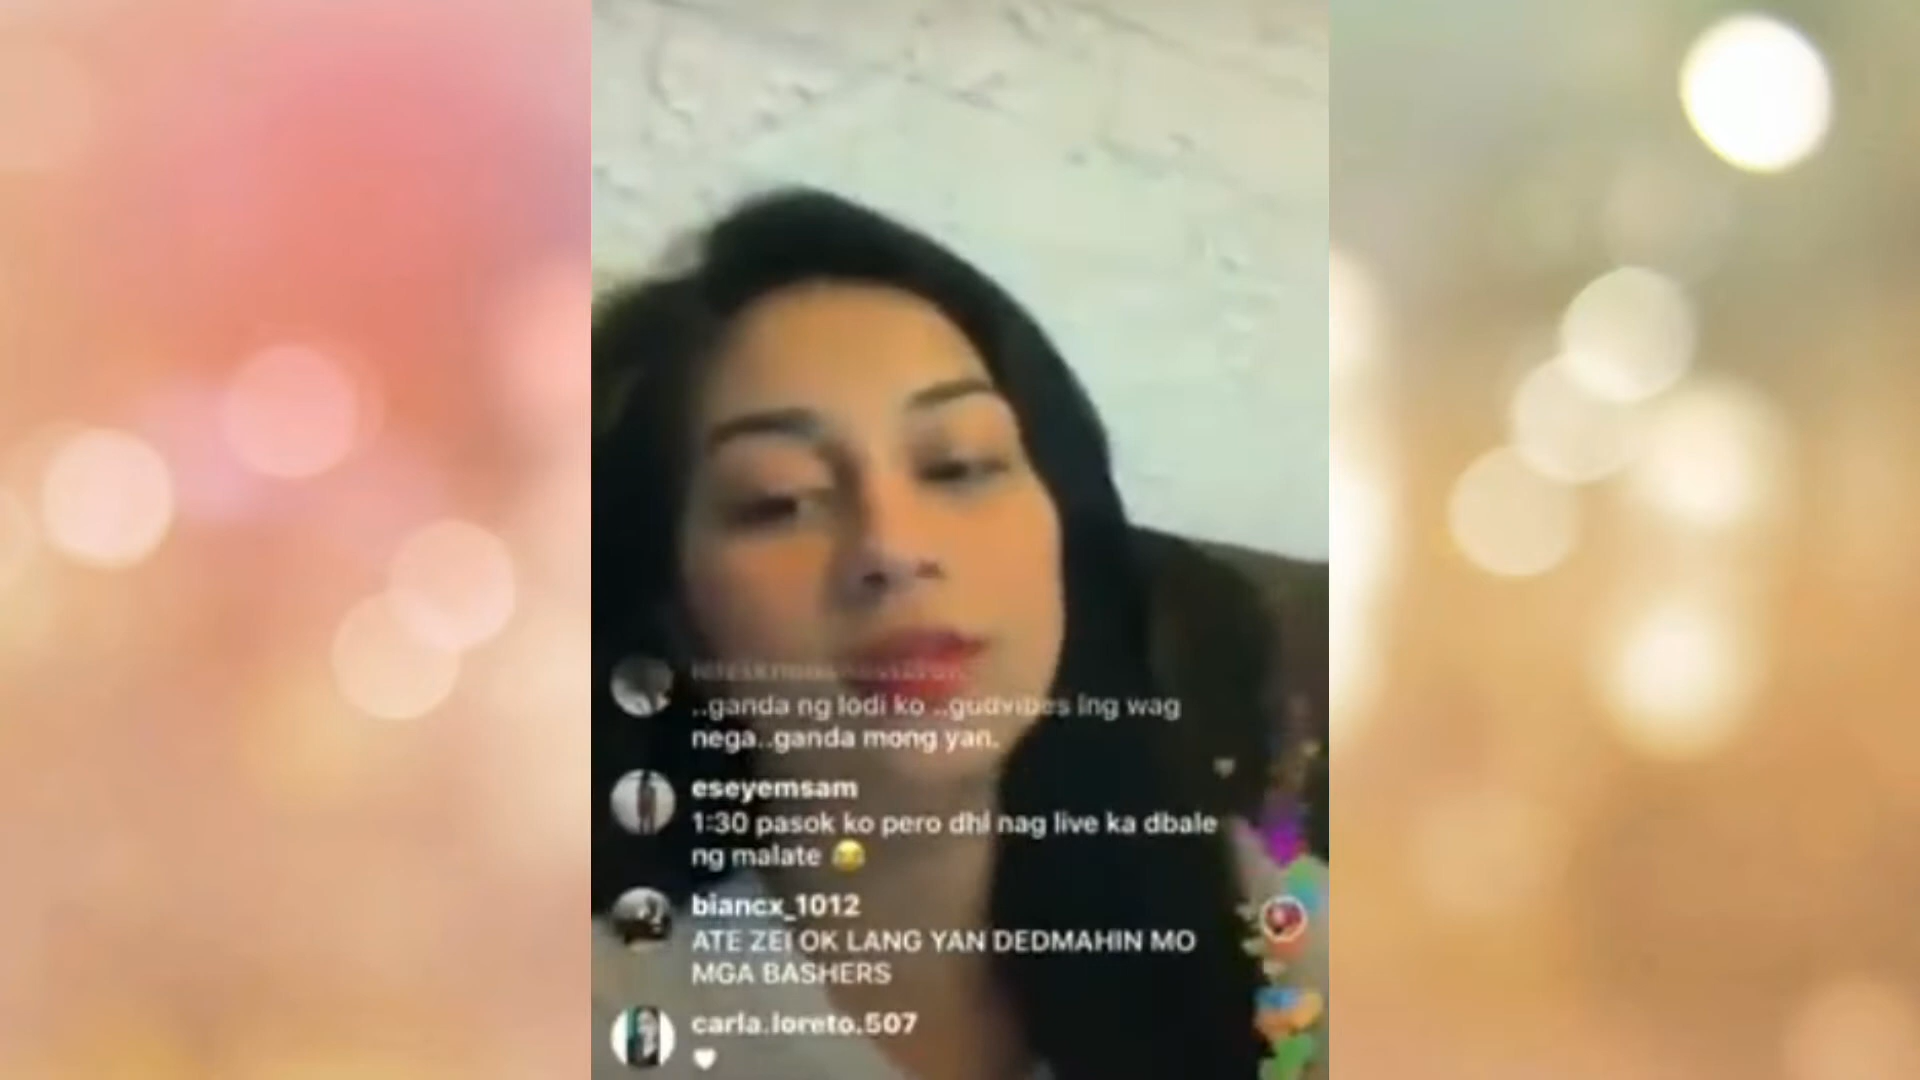 ..ganda ng lodi ko ..gudvibes lng wag
nega..ganda mong yan.
eseyemsam
1:30 pasok ko pero dhl nag live ka dbale
ng malate 😂
biancx_1012
ATE ZEI OK LANG YAN DEDMAHIN MO
MGA BASHERS
carla.loreto.507
🤍